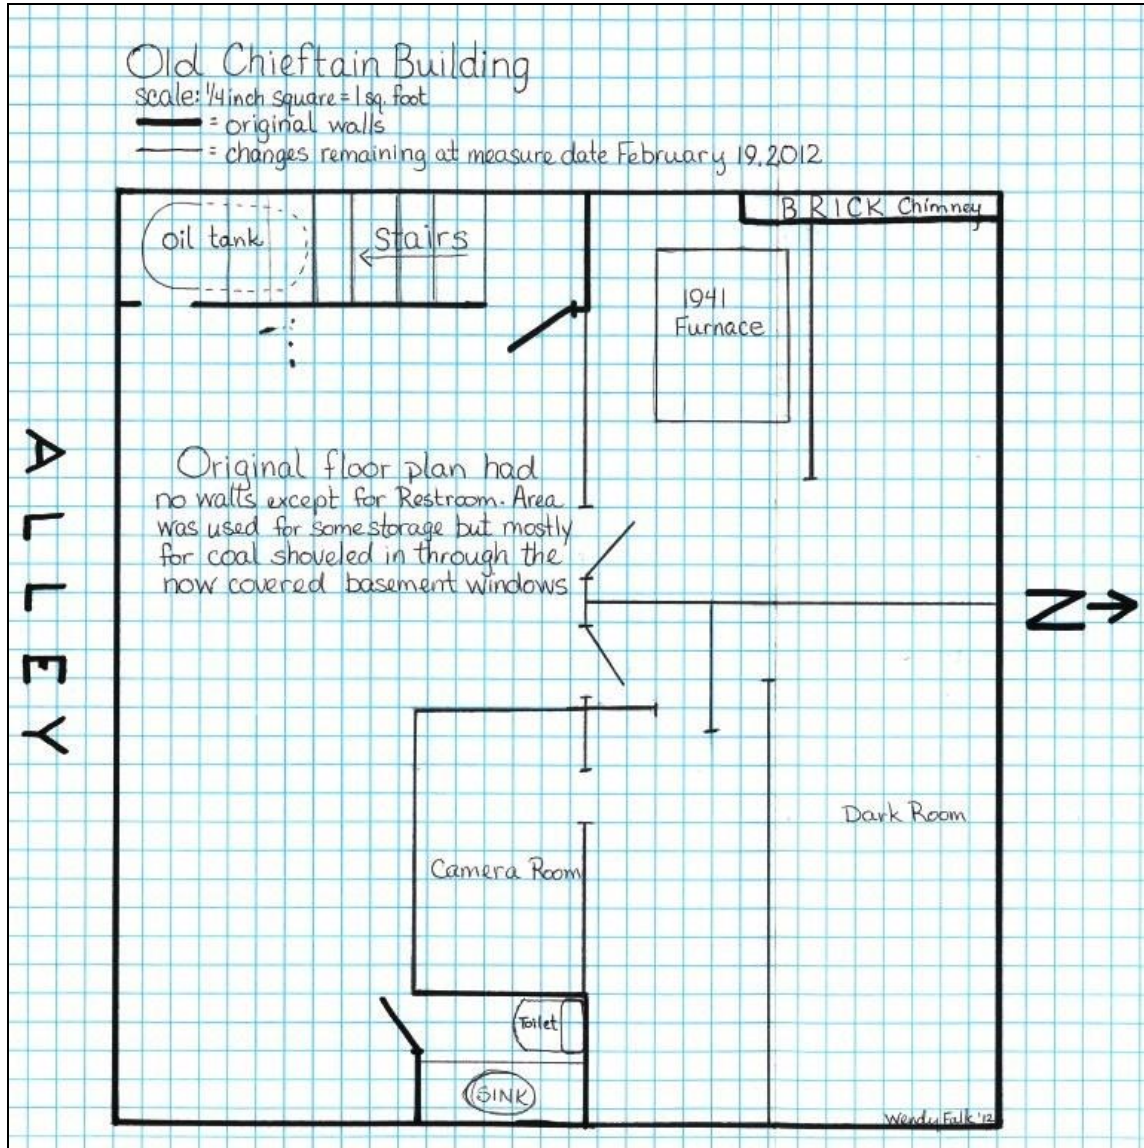 Old Chieftain Building
scale: 1/4 inch square = 1 sq. foot
= original walls
= changes remaining at measure date February 19, 2012
BRICK Chimney
Oil tank
Stairs
1941
Furnace
ALLEY
Original floor plan had
no walls except for Restroom. Area
was used for some storage but mostly
for coal shoveled in through the
now covered basement windows
N
Dark Room
Camera Room
Toilet
SINK
Wendy Falk '12